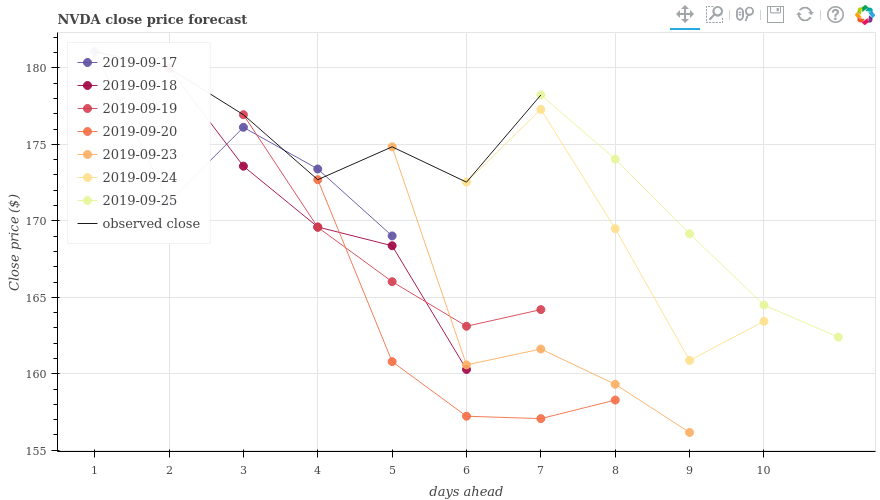 NVDA close price forecast
2019-09-17
2019-09-18
2019-09-19
2019-09-20
2019-09-23
2019-09-24
2019-09-25
observed close
Close price ($)
180
175
170
165
160
155
1 2 3 4 5 6 7 8 9 10
days ahead